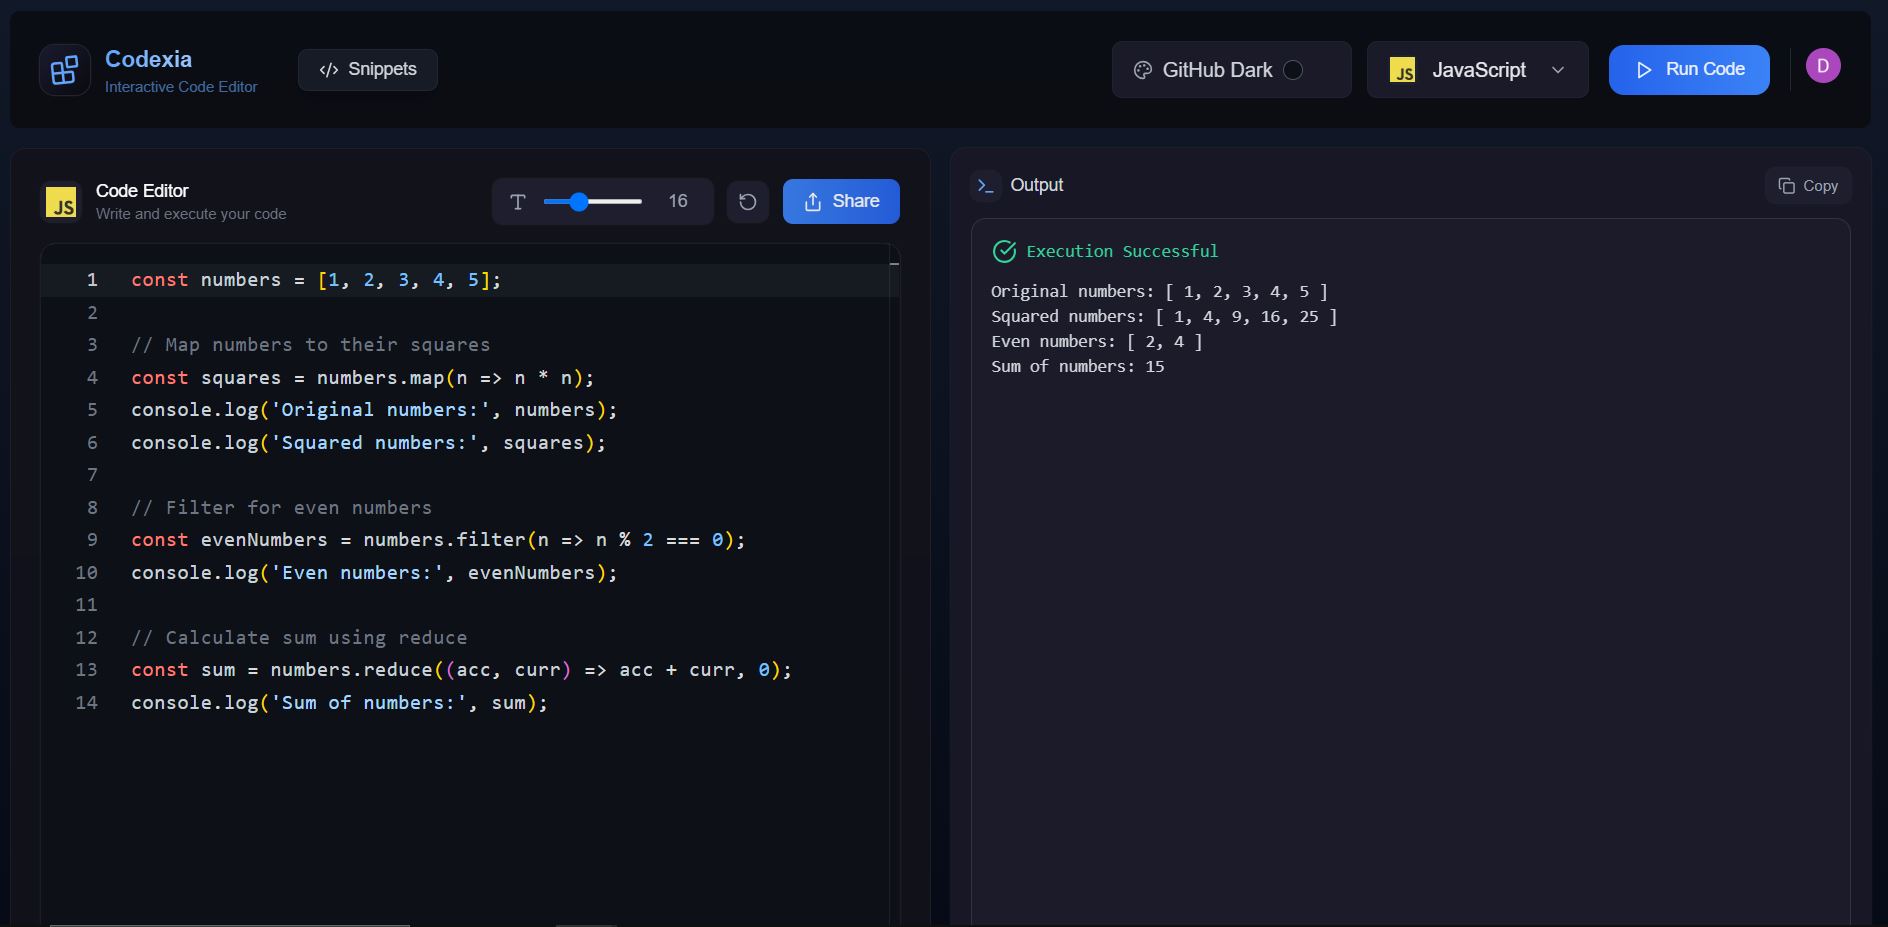 Codexia
Interactive Code Editor
Snippets
GitHub Dark
JS
JavaScript
Run Code
D
JS
Code Editor
Write and execute your code
16
Share
1 const numbers = [1, 2, 3, 4, 5];
2
3 // Map numbers to their squares
4 const squares = numbers.map(n => n * n);
5 console.log('Original numbers:', numbers);
6 console.log('Squared numbers:', squares);
7
8 // Filter for even numbers
9 const evenNumbers = numbers.filter(n => n % 2 === 0);
10 console.log('Even numbers:', evenNumbers);
11
12 // Calculate sum using reduce
13 const sum = numbers.reduce((acc, curr) => acc + curr, 0);
14 console.log('Sum of numbers:', sum);
Output
Copy
Execution Successful
Original numbers: [ 1, 2, 3, 4, 5 ]
Squared numbers: [ 1, 4, 9, 16, 25 ]
Even numbers: [ 2, 4 ]
Sum of numbers: 15